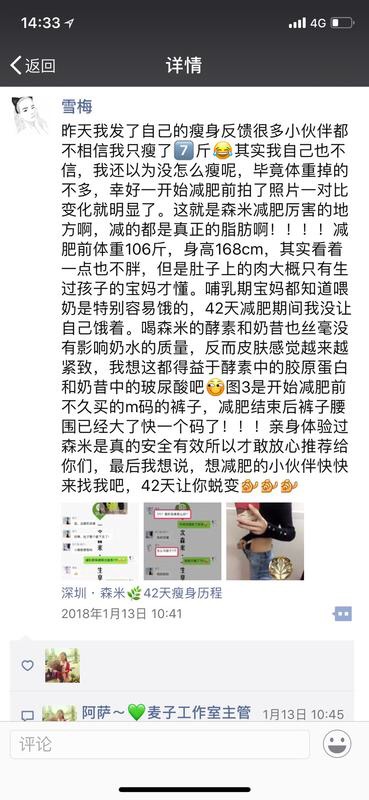 14:33
4G
返回
详情
雪梅
昨天我发了自己的瘦身反馈很多小伙伴都
不相信我只瘦了7️⃣斤😂其实我自己也不
信，我还以为没怎么瘦呢，毕竟体重掉的
不多，幸好一开始减肥前拍了照片一对比
变化就明显了。这就是森米减肥厉害的地
方啊，减的都是真正的脂肪啊！！！！减
肥前体重106斤，身高168cm，其实看着
一点也不胖，但是肚子上的肉大概只有生
过孩子的宝妈才懂。哺乳期宝妈都知道喂
奶是特别容易饿的，42天减肥期间我没让
自己饿着。喝森米的酵素和奶昔也丝毫没
有影响奶水的质量，反而皮肤感觉越来越
紧致，我想这都得益于酵素中的胶原蛋白
和奶昔中的玻尿酸吧😊图3是开始减肥前
不久买的m码的裤子，减肥结束后裤子腰
围已经大了快一个码了！！！亲身体验过
森米是真的安全有效所以才敢放心推荐给
你们，最后我想说，想减肥的小伙伴快快
来找我吧，42天让你蜕变💪💪💪
深圳·森米🌿42天瘦身历程
2018年1月13日 10:41
阿萨～💚麦子工作室主管 1月13日 10:45
评论